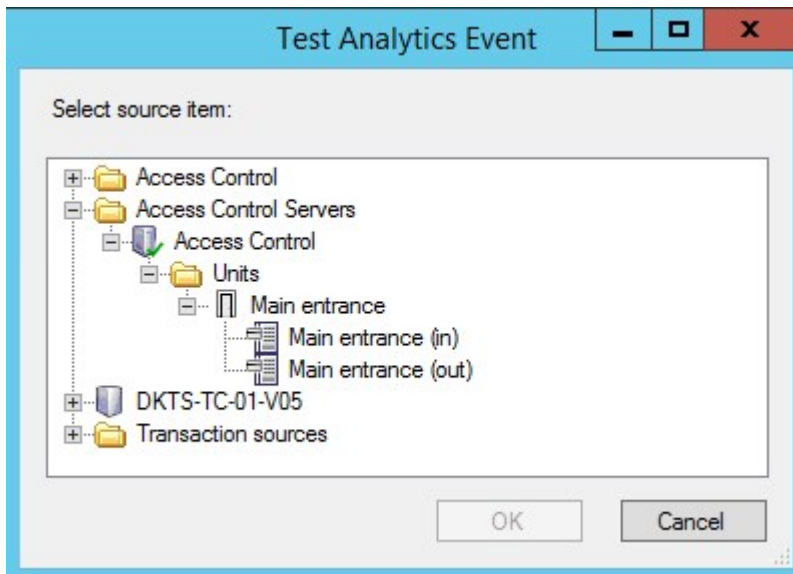 Test Analytics Event
Select source item:
Access Control
Access Control Servers
Access Control
Units
Main entrance
Main entrance (in)
Main entrance (out)
DKTS-TC-01-V05
Transaction sources
OK
Cancel